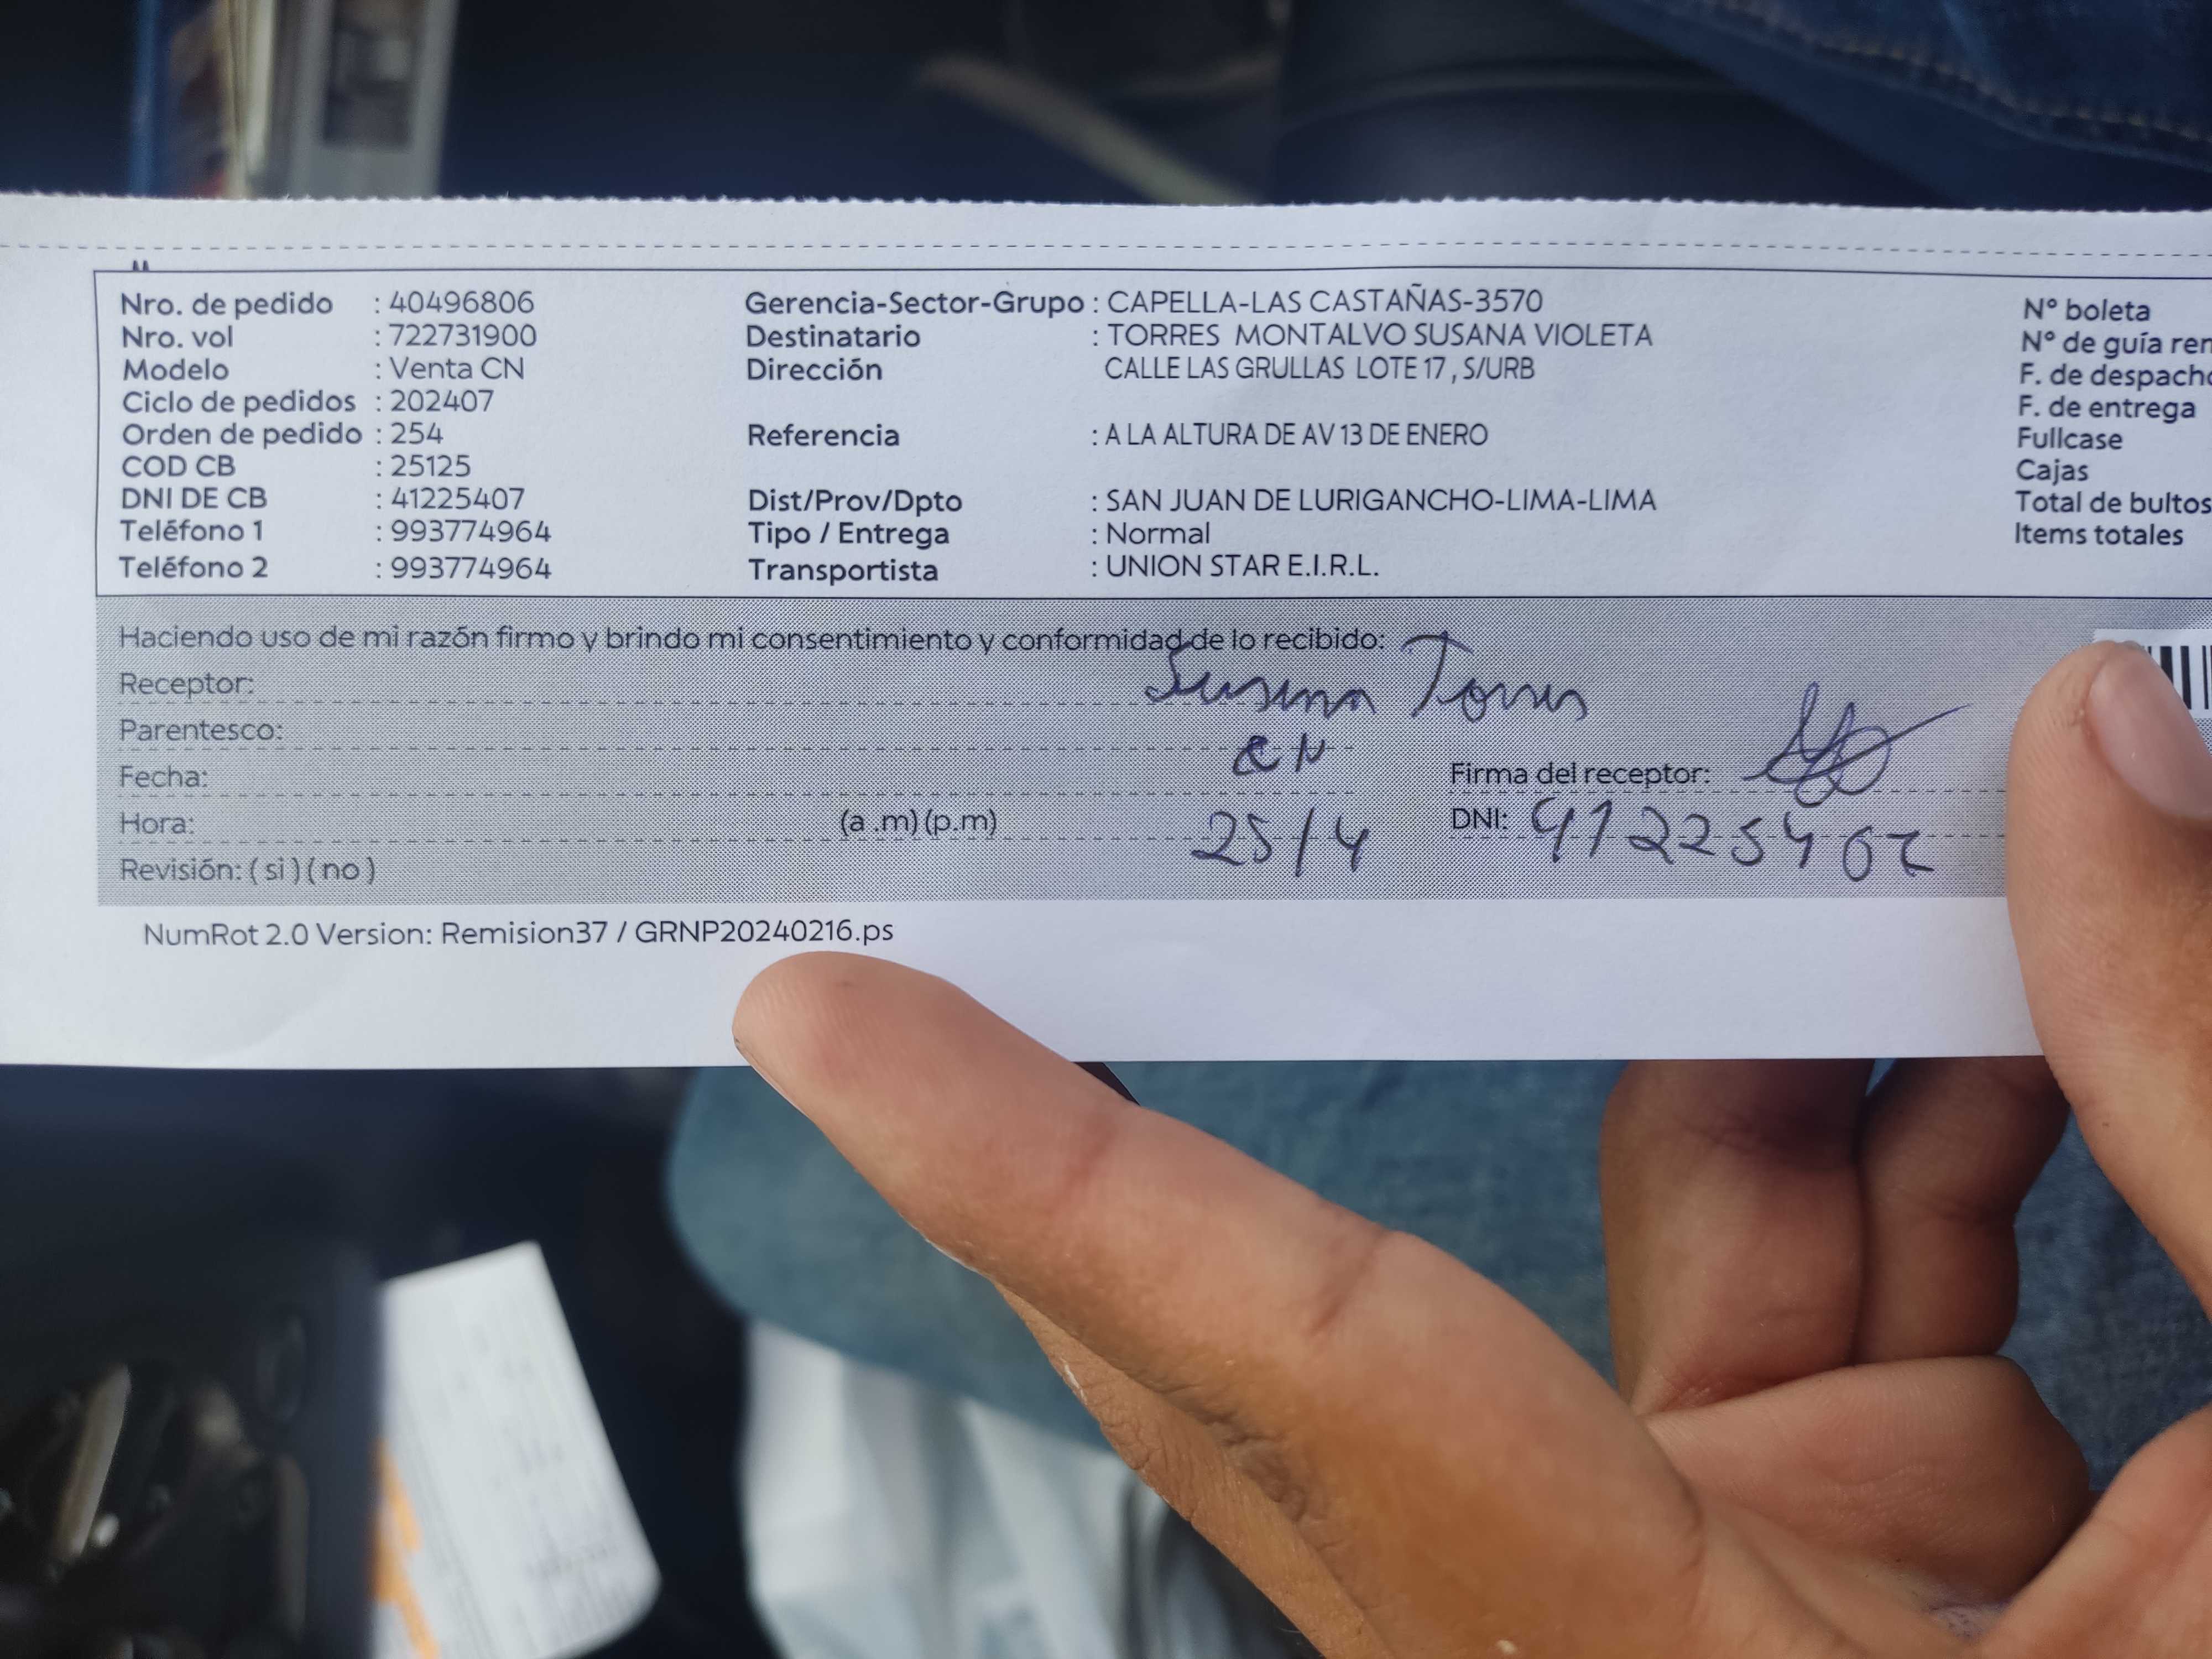 Nro. de pedido : 40496806
Nro. vol : 722731900
Modelo : Venta CN
Ciclo de pedidos : 202407
Orden de pedido : 254
COD CB : 25125
DNI DE CB : 41225407
Teléfono 1 : 993774964
Teléfono 2 : 993774964
Gerencia-Sector-Grupo : CAPELLA-LAS CASTAÑAS-3570
Destinatario : TORRES MONTALVO SUSANA VIOLETA
Dirección CALLE LAS GRULLAS LOTE 17 , S/URB
Referencia : A LA ALTURA DE AV 13 DE ENERO
Dist/Prov/Dpto : SAN JUAN DE LURIGANCHO-LIMA-LIMA
Tipo / Entrega : Normal
Transportista : UNION STAR E.I.R.L.
Nº boleta
Nº de guía rem
F. de despacho
F. de entrega
Fullcase
Cajas
Total de bultos
Items totales
Haciendo uso de mi razón firmo y brindo mi consentimiento y conformidad de lo recibido:
Receptor: Susana Torres
Parentesco:
Fecha: Firma del receptor:
Hora: (a .m) (p.m) 25/4 DNI: 41225407
Revisión: ( si ) ( no )
NumRot 2.0 Version: Remision37 / GRNP20240216.ps